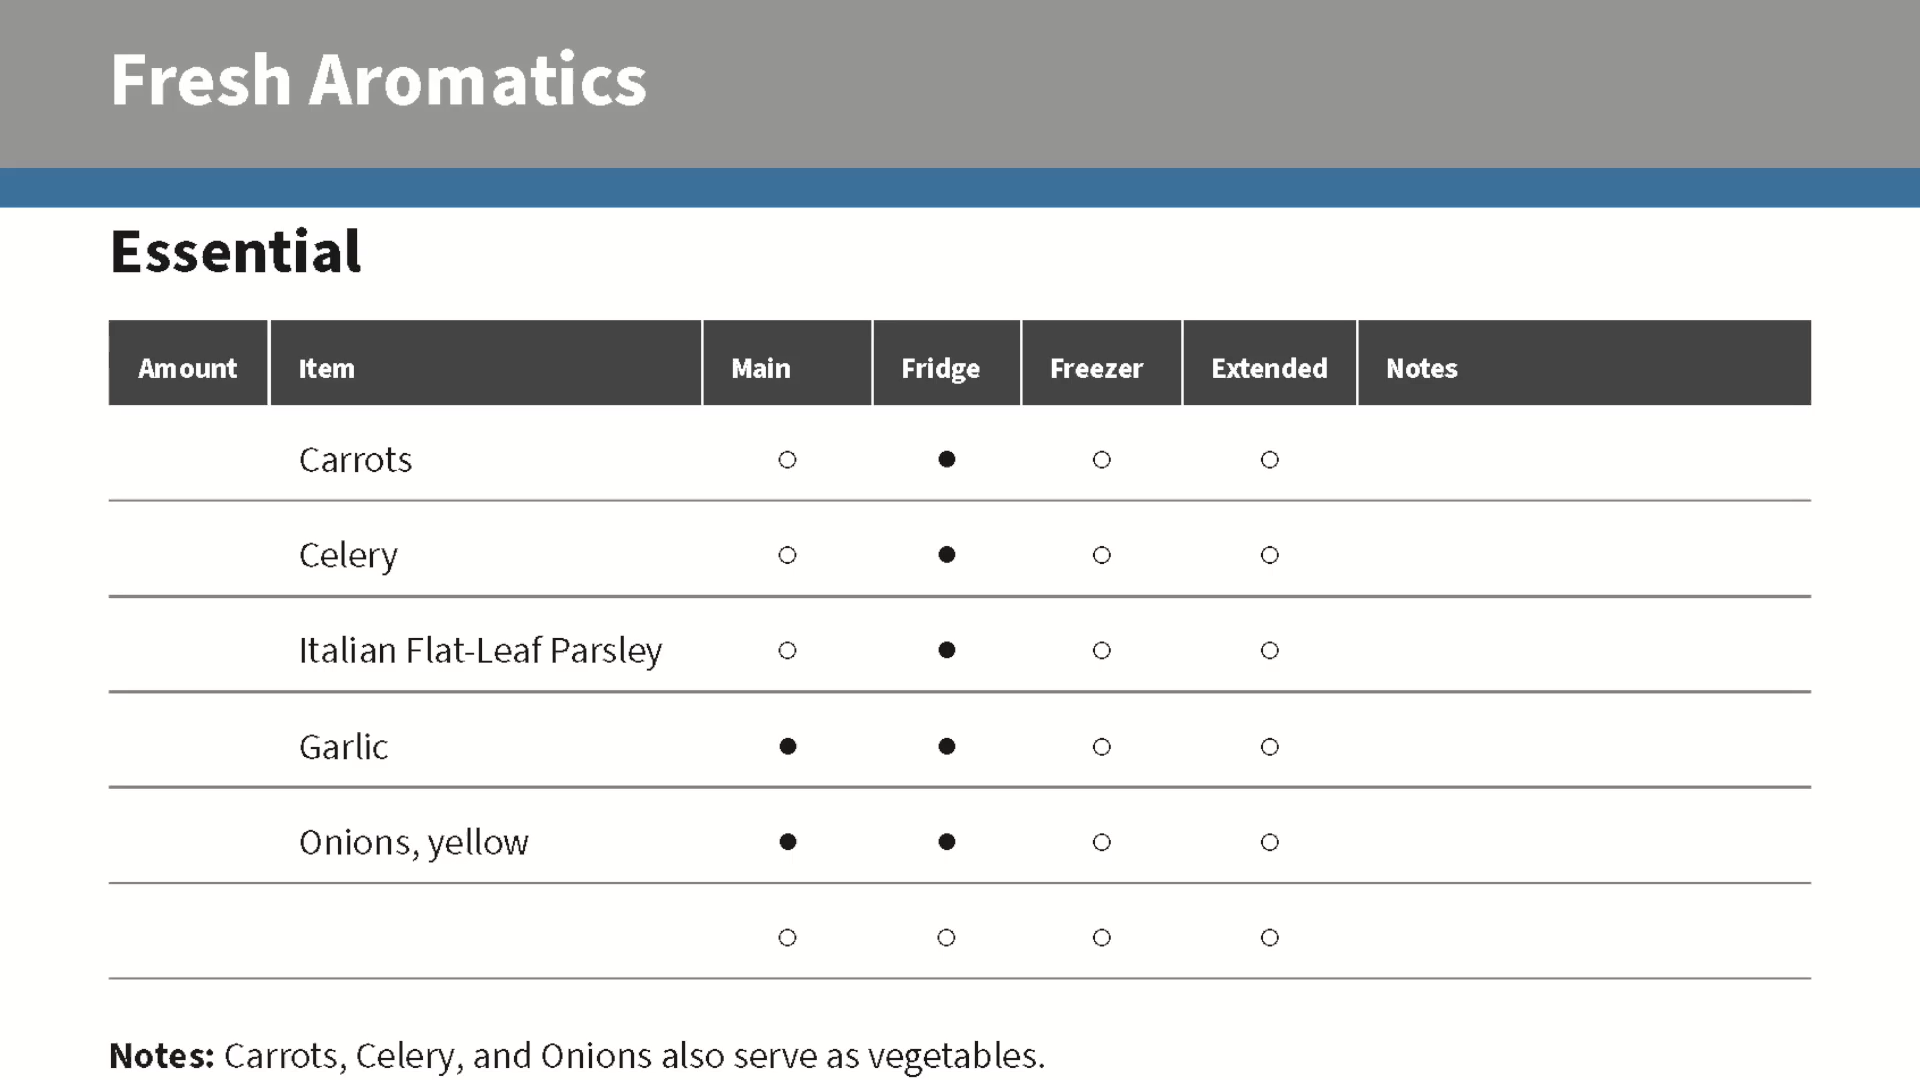 Fresh Aromatics
Essential
Amount Item Main Fridge Freezer Extended Notes
Carrots ○ ● ○ ○
Celery ○ ● ○ ○
Italian Flat-Leaf Parsley ○ ● ○ ○
Garlic ● ● ○ ○
Onions, yellow ● ● ○ ○
○ ○ ○ ○
Notes: Carrots, Celery, and Onions also serve as vegetables.